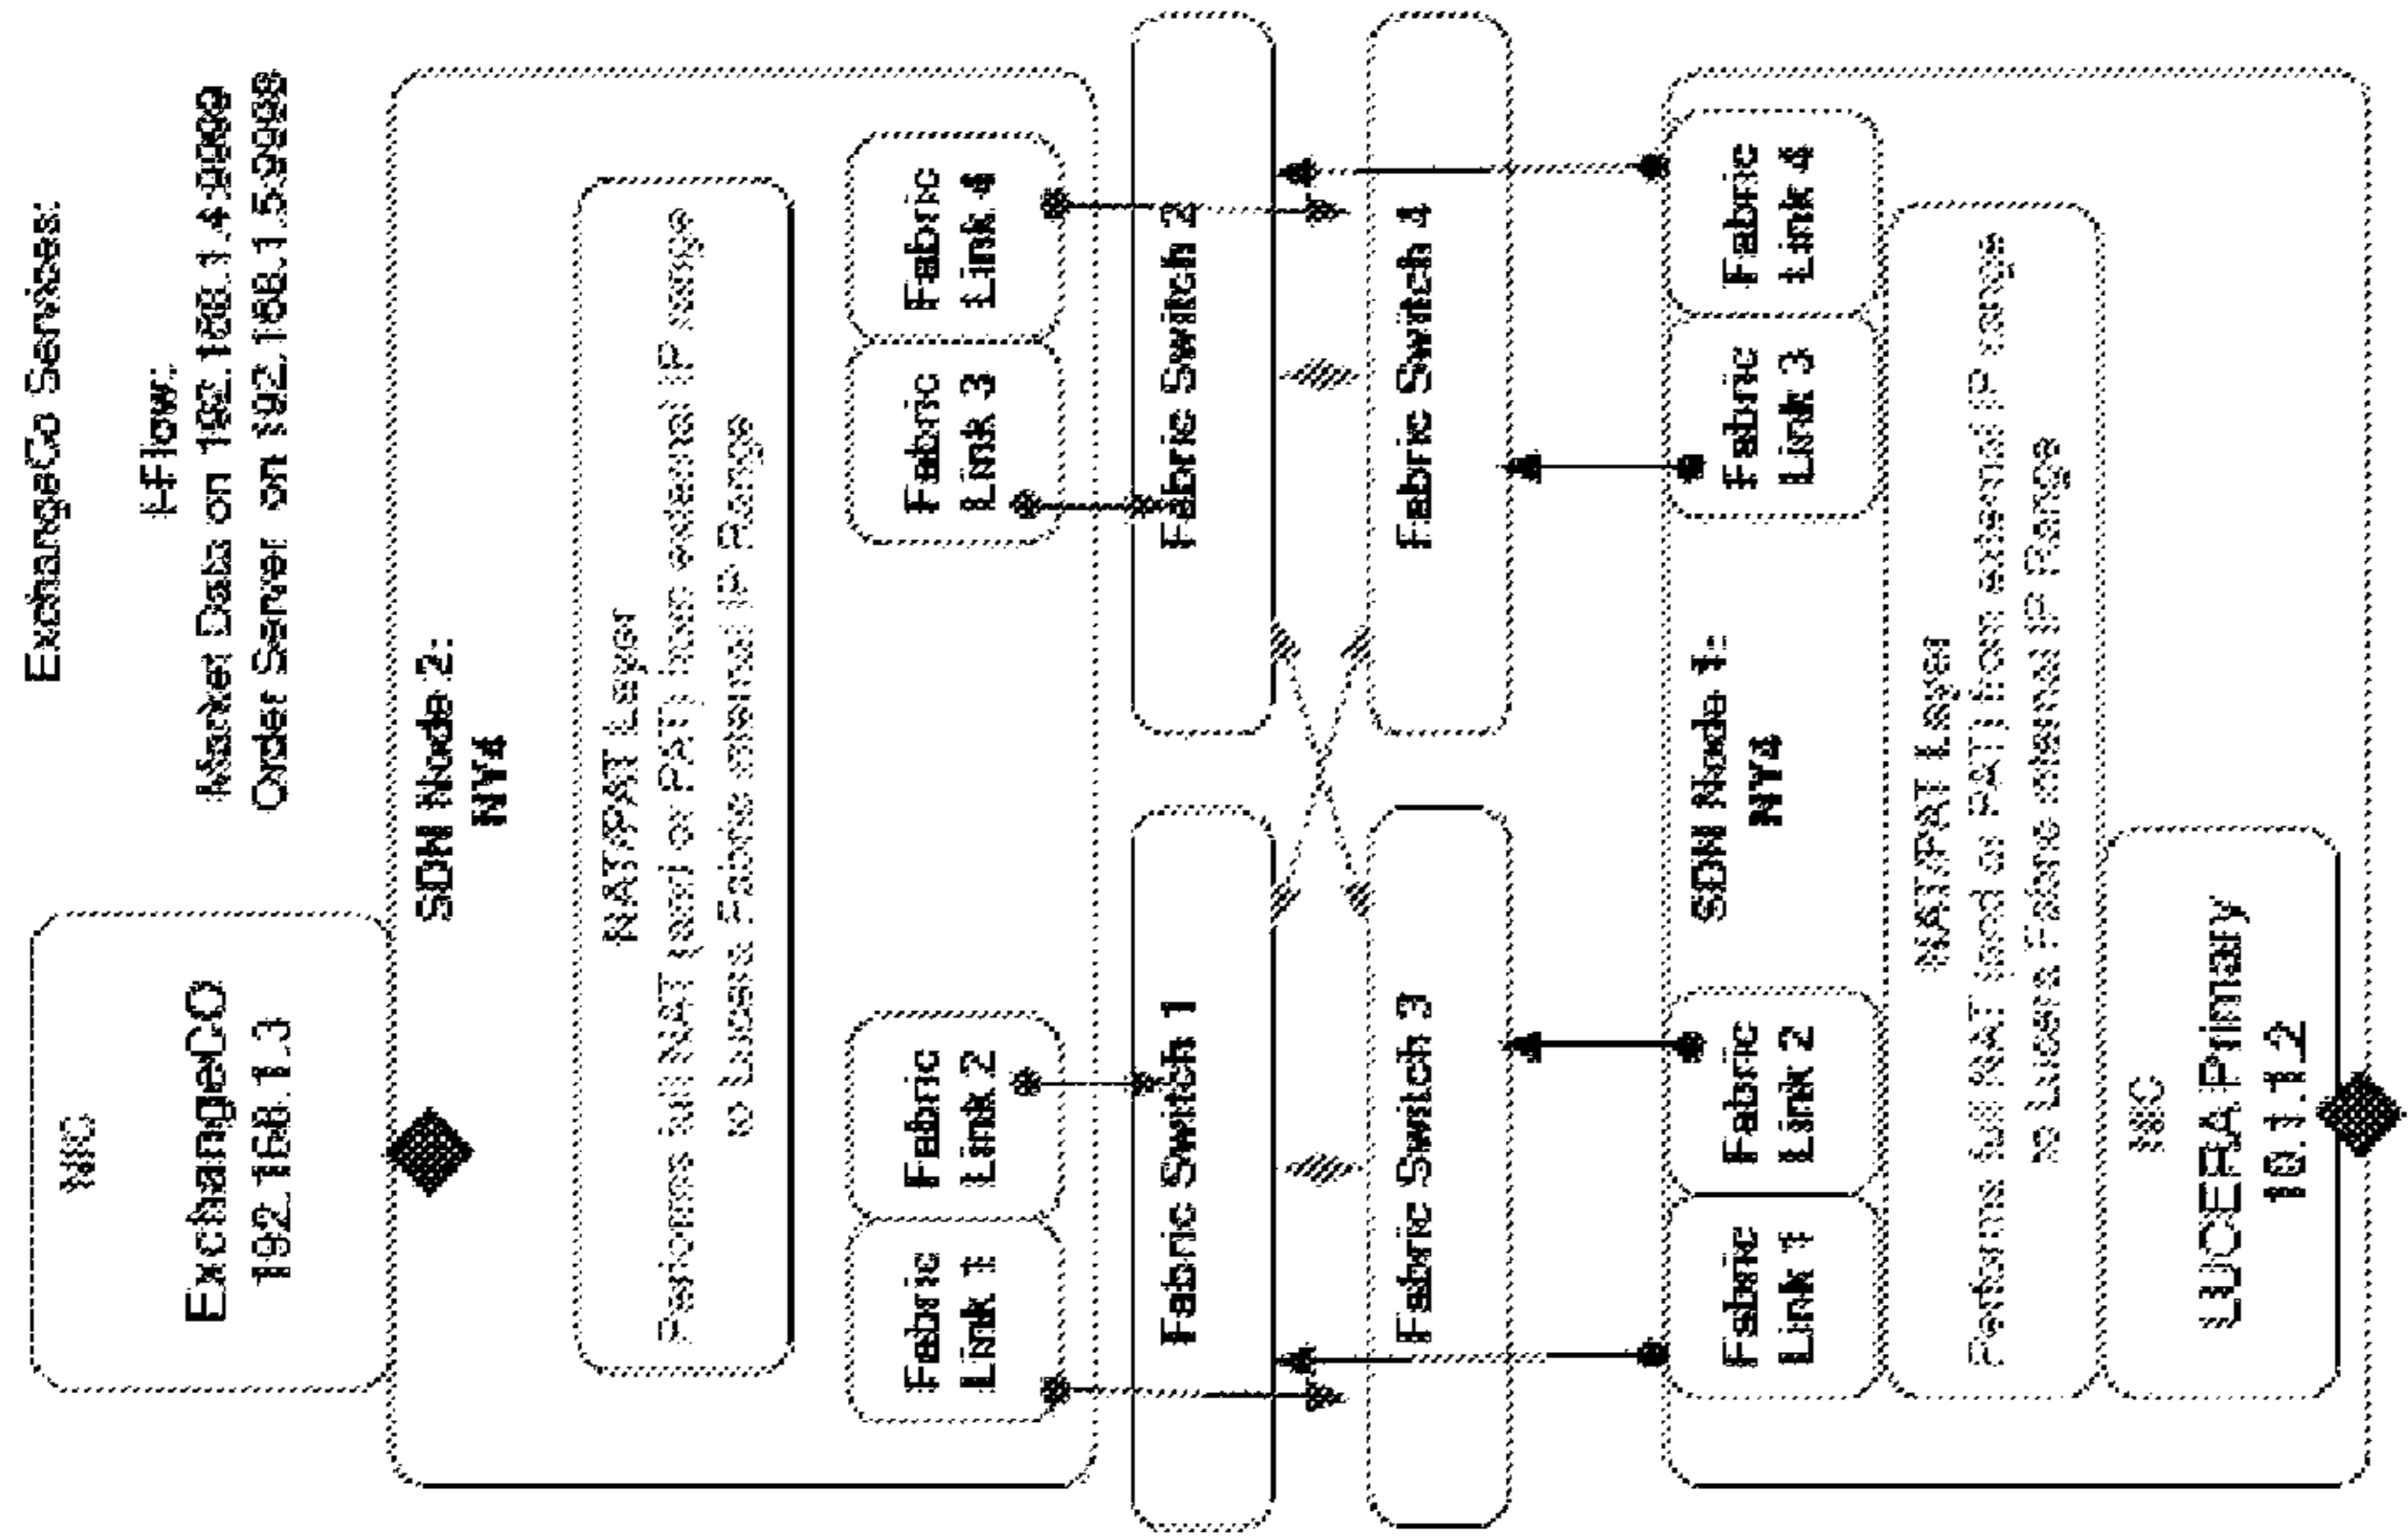 ExchangeCo Services:
I-Flow:
Market Data on 192.168.1.4:9999
Order Server on 192.168.1.5:9998
NIC
ExchangeCO
192.168.1.3
SDN Node 2:
NY4
NAT/PAT Layer
Performs full NAT (and or PAT) from external IP range
to Lucera Fabric internal IP Range
Fabric
Link 1
Fabric
Link 2
Fabric
Link 3
Fabric
Link 4
Fabric Switch 1
Fabric Switch 2
Fabric Switch 3
Fabric Switch 4
SDN Node 1:
NY4
Fabric
Link 1
Fabric
Link 2
Fabric
Link 3
Fabric
Link 4
NAT/PAT Layer
Performs full NAT (and or PAT) from external IP range
to Lucera Fabric internal IP Range
NIC
LUCERA Primary
10.1.1.2